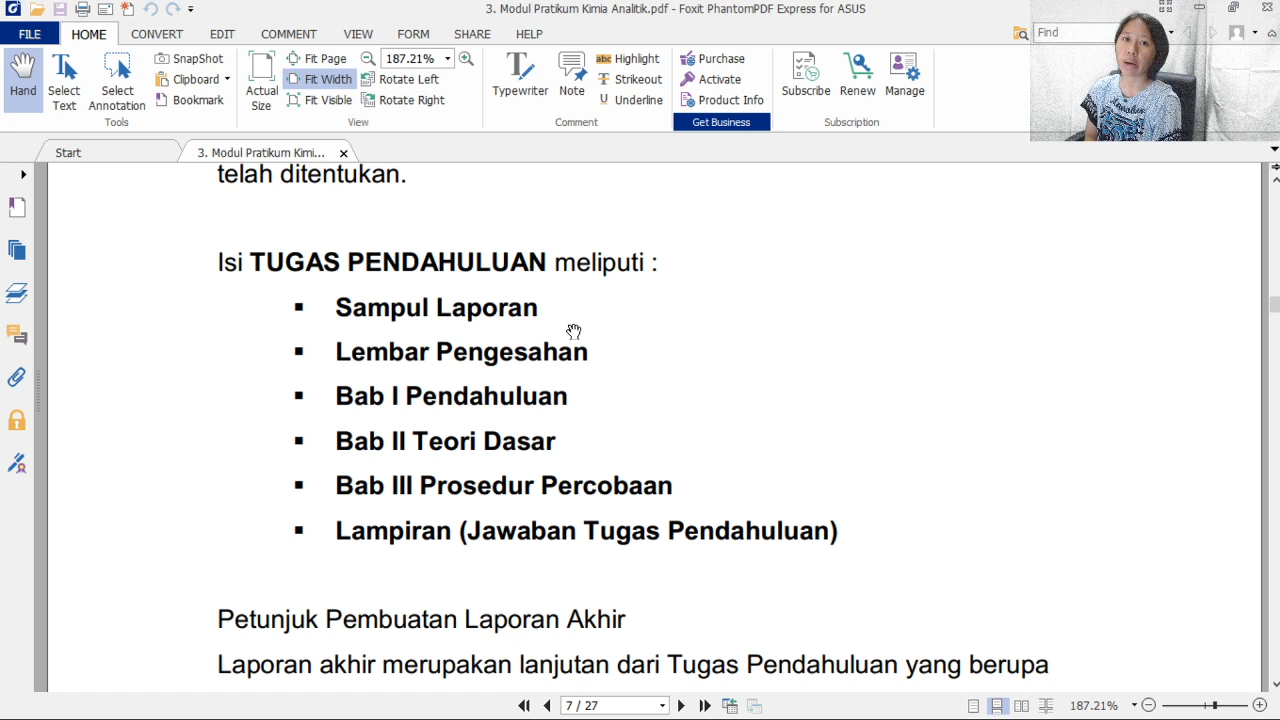 3. Modul Pratikum Kimia Analitik.pdf - Foxit PhantomPDF Express for ASUS
FILE HOME CONVERT EDIT COMMENT VIEW FORM SHARE HELP
Find
Hand
Select Text
Select Annotation
SnapShot
Clipboard
Bookmark
Tools
Actual Size
Fit Page
Fit Width
Fit Visible
187.21%
Rotate Left
Rotate Right
View
Typewriter
Note
Highlight
Strikeout
Underline
Comment
Purchase
Activate
Product Info
Get Business
Subscribe
Renew
Manage
Subscription
Start
3. Modul Pratikum Kimi...
telah ditentukan.
Isi TUGAS PENDAHULUAN meliputi :
▪ Sampul Laporan
▪ Lembar Pengesahan
▪ Bab I Pendahuluan
▪ Bab II Teori Dasar
▪ Bab III Prosedur Percobaan
▪ Lampiran (Jawaban Tugas Pendahuluan)
Petunjuk Pembuatan Laporan Akhir
Laporan akhir merupakan lanjutan dari Tugas Pendahuluan yang berupa
7 / 27
187.21%